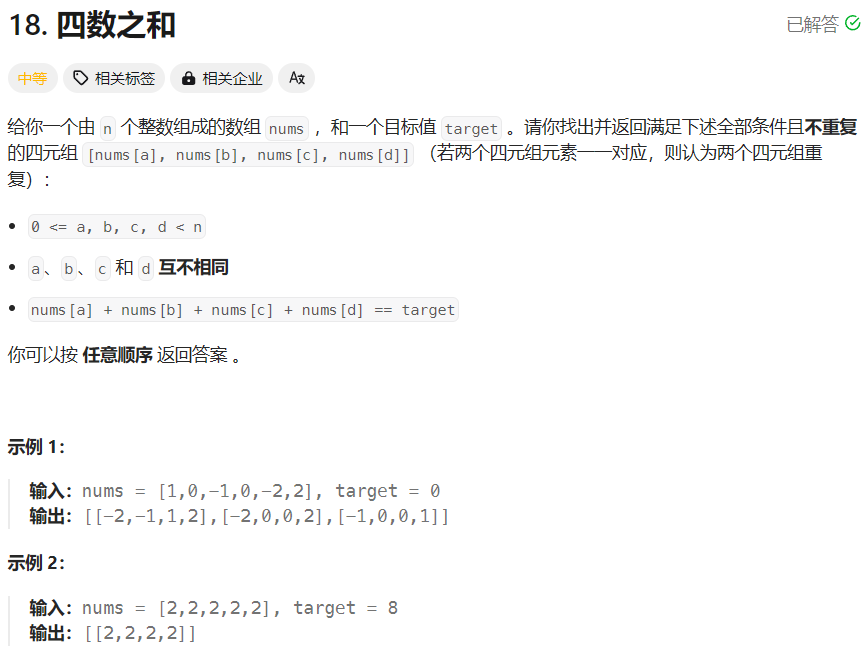 18. 四数之和
已解答
中等
相关标签
相关企业
给你一个由 n 个整数组成的数组 nums ，和一个目标值 target 。请你找出并返回满足下述全部条件且不重复
的四元组 [nums[a], nums[b], nums[c], nums[d]] （若两个四元组元素一一对应，则认为两个四元组重
复）：
• 0 <= a, b, c, d < n
• a、b、c 和 d 互不相同
• nums[a] + nums[b] + nums[c] + nums[d] == target
你可以按 任意顺序 返回答案 。
示例 1：
输入：nums = [1,0,-1,0,-2,2], target = 0
输出：[[-2,-1,1,2],[-2,0,0,2],[-1,0,0,1]]
示例 2：
输入：nums = [2,2,2,2,2], target = 8
输出：[[2,2,2,2]]